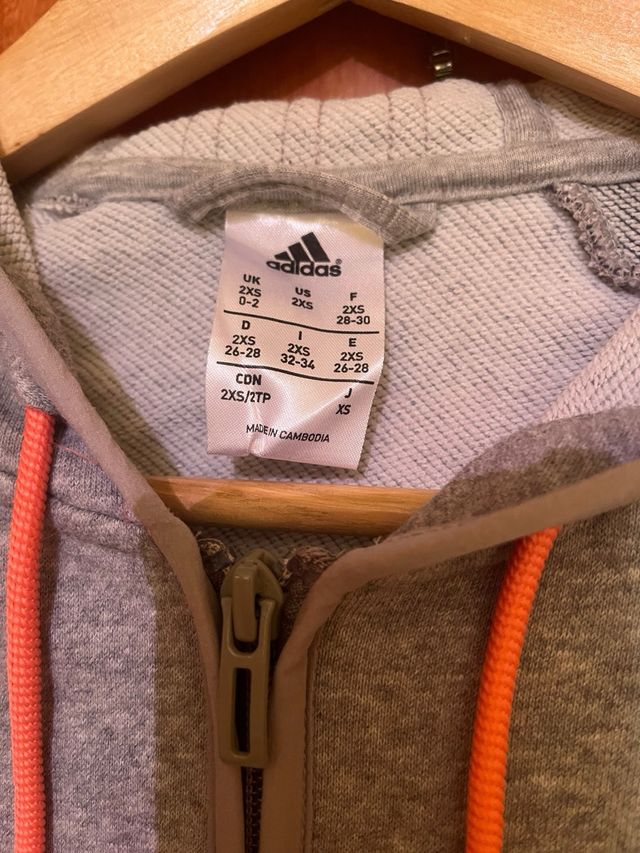 adidas®
UK US F
2XS 2XS 2XS
0-2 28-30
D I E
2XS 2XS 2XS
26-28 32-34 26-28
CDN J
2XS/2TP XS
MADE IN CAMBODIA